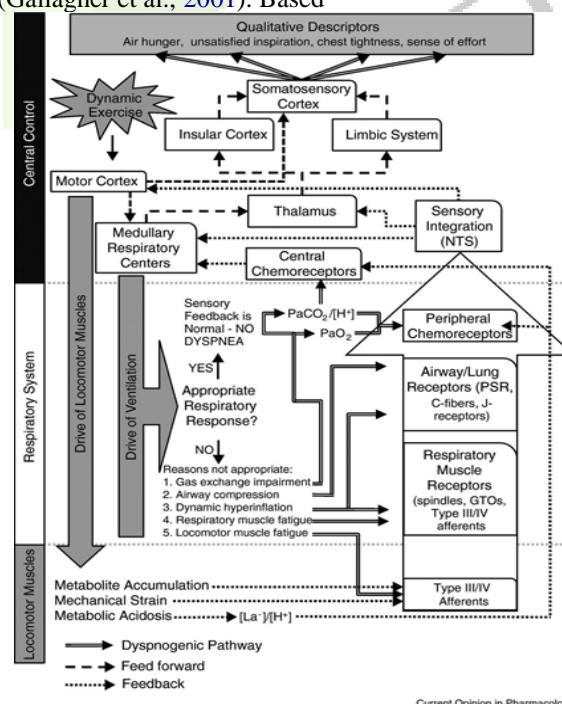 (Gallagher et al., 2001). Based
Qualitative Descriptors
Air hunger, unsatisfied inspiration, chest tightness, sense of effort
Central Control
Dynamic
Exercise
Somatosensory
Cortex
Insular Cortex
Limbic System
Motor Cortex
Thalamus
Sensory
Integration
(NTS)
Medullary
Respiratory
Centers
Central
Chemoreceptors
Respiratory System
Drive of Locomotor Muscles
Drive of Ventilation
Sensory
Feedback is
Normal - NO
DYSPNEA
PaCO2/[H+]
PaO2
Peripheral
Chemoreceptors
YES
Appropriate
Respiratory
Response?
NO
Airway/Lung
Receptors (PSR,
C-fibers, J-
receptors)
Reasons not appropriate:
1. Gas exchange impairment
2. Airway compression
3. Dynamic hyperinflation
4. Respiratory muscle fatigue
5. Locomotor muscle fatigue
Respiratory
Muscle
Receptors
(spindles, GTOs,
Type III/IV
afferents
Locomotor Muscles
Metabolite Accumulation
Mechanical Strain
Metabolic Acidosis
[La-]/[H+]
Type III/IV
Afferents
Dyspnogenic Pathway
Feed forward
Feedback
Current Opinion in Pharmacolo